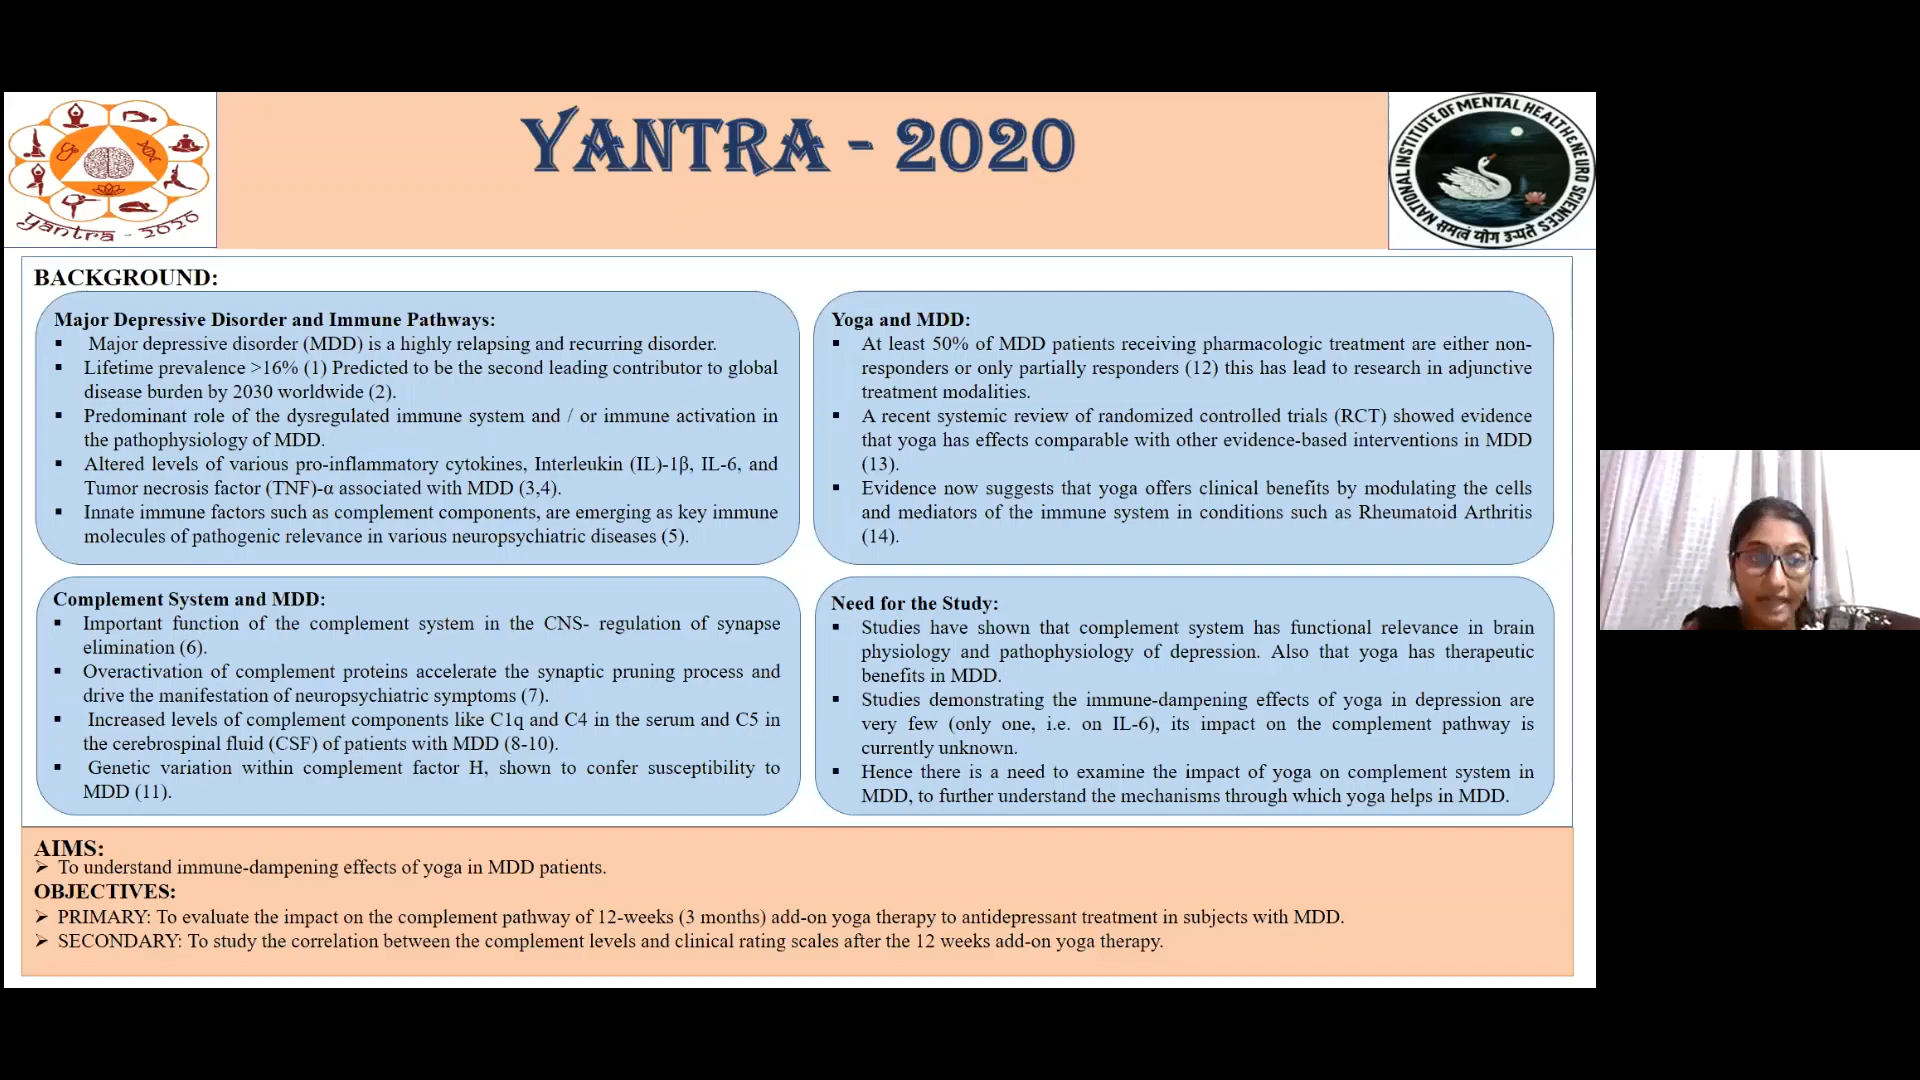 YANTRA - 2020
yantra - 2020
NATIONAL INSTITUTE OF MENTAL HEALTH & NEURO SCIENCES
समत्वं योग उच्यते
BACKGROUND:
Major Depressive Disorder and Immune Pathways:
▪ Major depressive disorder (MDD) is a highly relapsing and recurring disorder.
▪ Lifetime prevalence >16% (1) Predicted to be the second leading contributor to global
disease burden by 2030 worldwide (2).
▪ Predominant role of the dysregulated immune system and / or immune activation in
the pathophysiology of MDD.
▪ Altered levels of various pro-inflammatory cytokines, Interleukin (IL)-1β, IL-6, and
Tumor necrosis factor (TNF)-α associated with MDD (3,4).
▪ Innate immune factors such as complement components, are emerging as key immune
molecules of pathogenic relevance in various neuropsychiatric diseases (5).
Yoga and MDD:
▪ At least 50% of MDD patients receiving pharmacologic treatment are either non-
responders or only partially responders (12) this has lead to research in adjunctive
treatment modalities.
▪ A recent systemic review of randomized controlled trials (RCT) showed evidence
that yoga has effects comparable with other evidence-based interventions in MDD
(13).
▪ Evidence now suggests that yoga offers clinical benefits by modulating the cells
and mediators of the immune system in conditions such as Rheumatoid Arthritis
(14).
Complement System and MDD:
▪ Important function of the complement system in the CNS- regulation of synapse
elimination (6).
▪ Overactivation of complement proteins accelerate the synaptic pruning process and
drive the manifestation of neuropsychiatric symptoms (7).
▪ Increased levels of complement components like C1q and C4 in the serum and C5 in
the cerebrospinal fluid (CSF) of patients with MDD (8-10).
▪ Genetic variation within complement factor H, shown to confer susceptibility to
MDD (11).
Need for the Study:
▪ Studies have shown that complement system has functional relevance in brain
physiology and pathophysiology of depression. Also that yoga has therapeutic
benefits in MDD.
▪ Studies demonstrating the immune-dampening effects of yoga in depression are
very few (only one, i.e. on IL-6), its impact on the complement pathway is
currently unknown.
▪ Hence there is a need to examine the impact of yoga on complement system in
MDD, to further understand the mechanisms through which yoga helps in MDD.
AIMS:
➢ To understand immune-dampening effects of yoga in MDD patients.
OBJECTIVES:
➢ PRIMARY: To evaluate the impact on the complement pathway of 12-weeks (3 months) add-on yoga therapy to antidepressant treatment in subjects with MDD.
➢ SECONDARY: To study the correlation between the complement levels and clinical rating scales after the 12 weeks add-on yoga therapy.